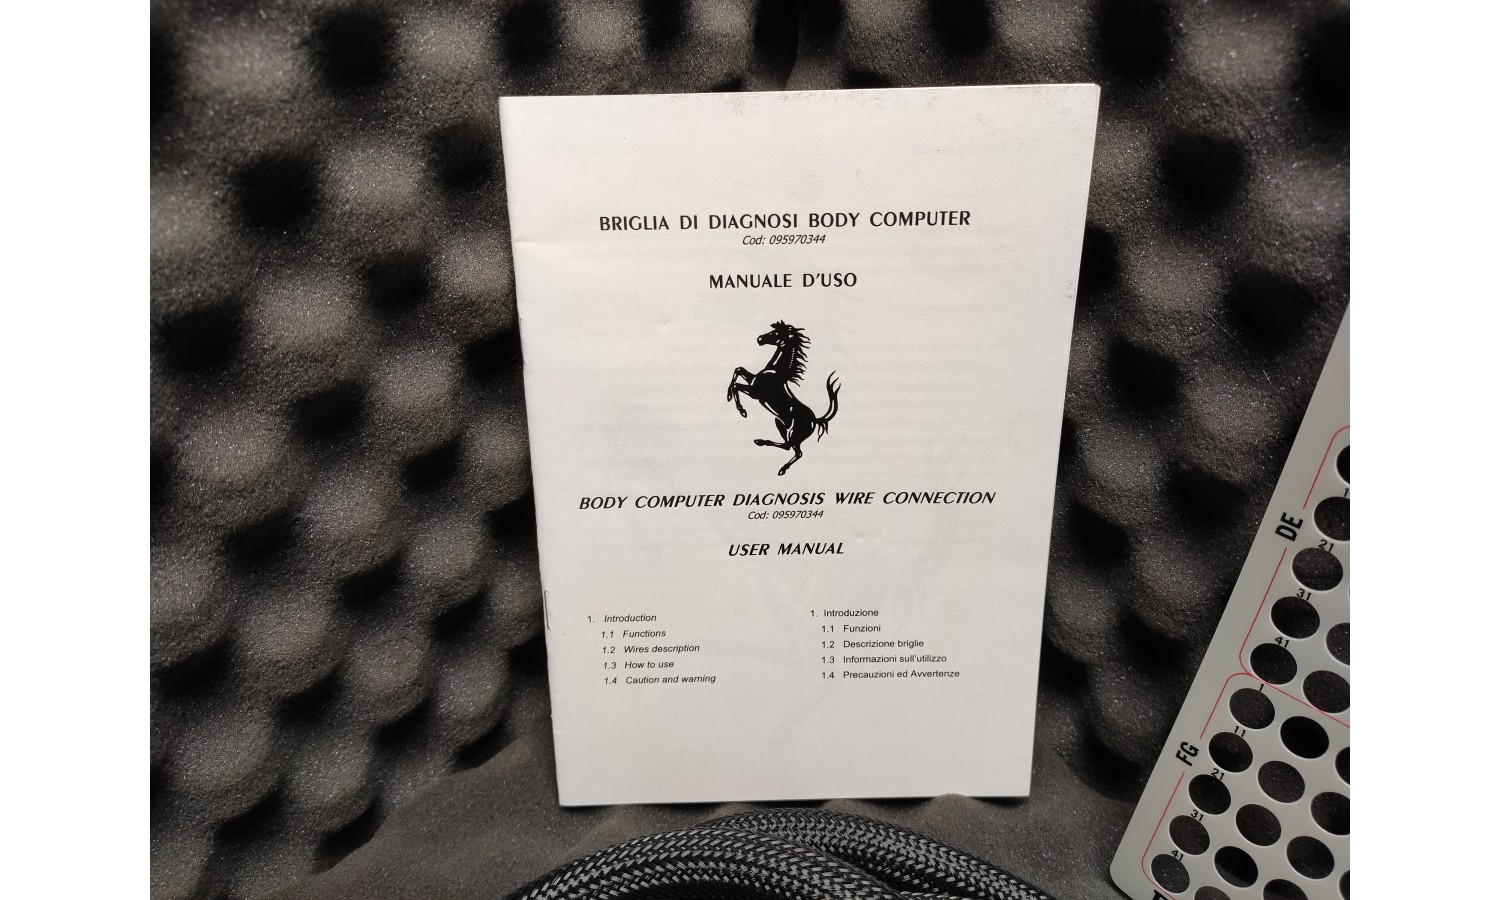 BRIGLIA DI DIAGNOSI BODY COMPUTER
Cod: 095970344
MANUALE D'USO
BODY COMPUTER DIAGNOSIS WIRE CONNECTION
Cod: 095970344
USER MANUAL
1. Introduction
1.1 Functions
1.2 Wires description
1.3 How to use
1.4 Caution and warning
1. Introduzione
1.1 Funzioni
1.2 Descrizione briglie
1.3 Informazioni sull'utilizzo
1.4 Precauzioni ed Avvertenze
DE
21
31
41
FG
1
11
21
31
41